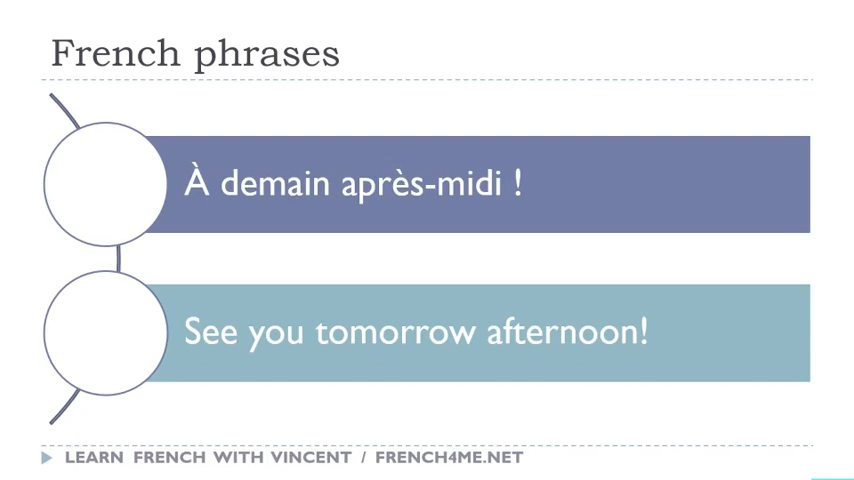 French phrases
À demain après-midi !
See you tomorrow afternoon!
LEARN FRENCH WITH VINCENT / FRENCH4ME.NET